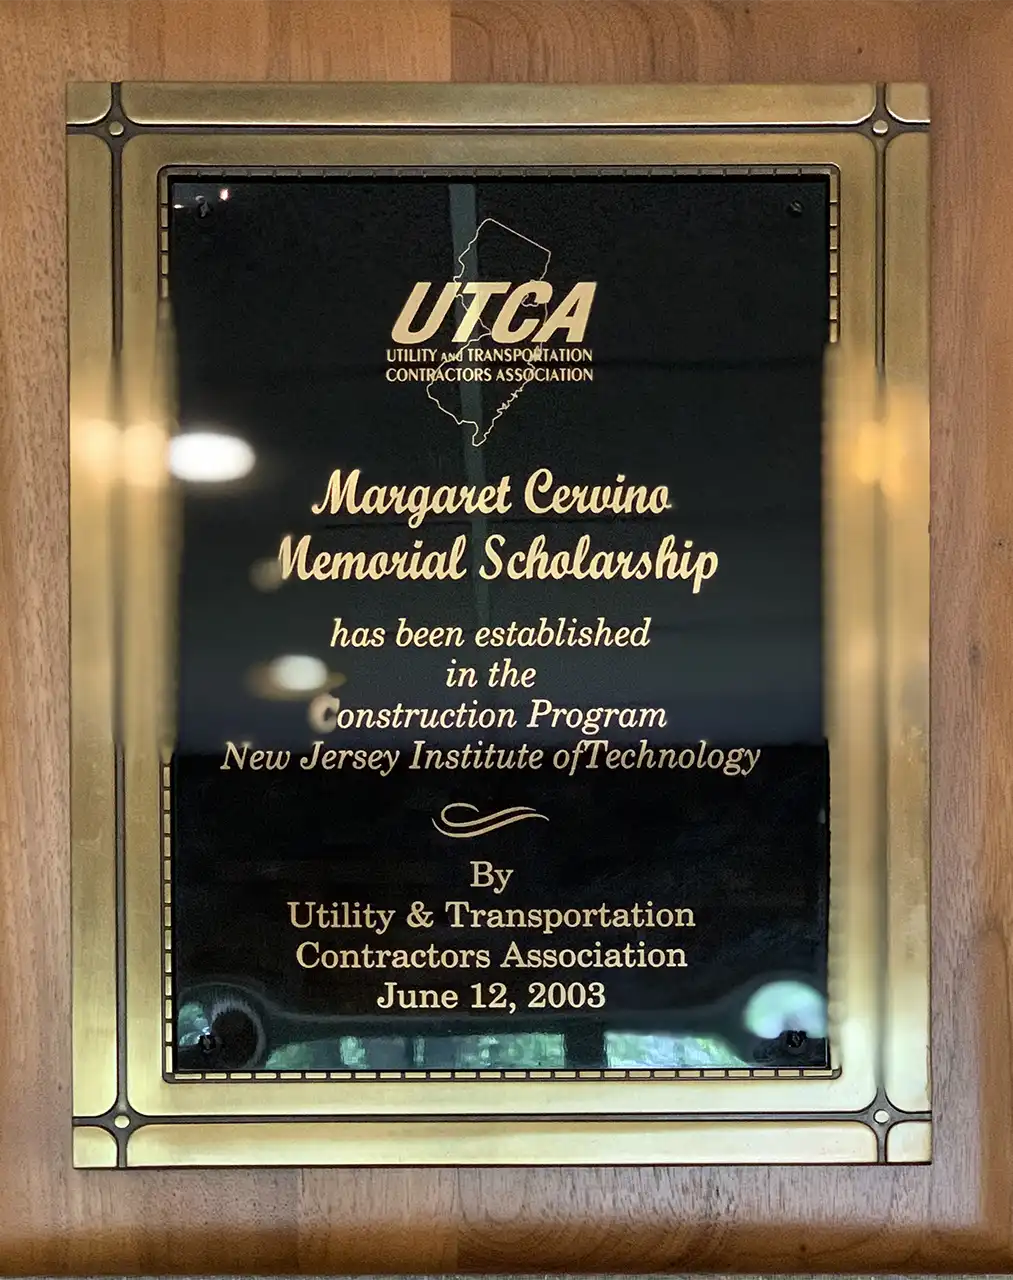 UTCA
UTILITY AND TRANSPORTATION
CONTRACTORS ASSOCIATION
Margaret Cervino
Memorial Scholarship
has been established
in the
Construction Program
New Jersey Institute ofTechnology
By
Utility & Transportation
Contractors Association
June 12, 2003